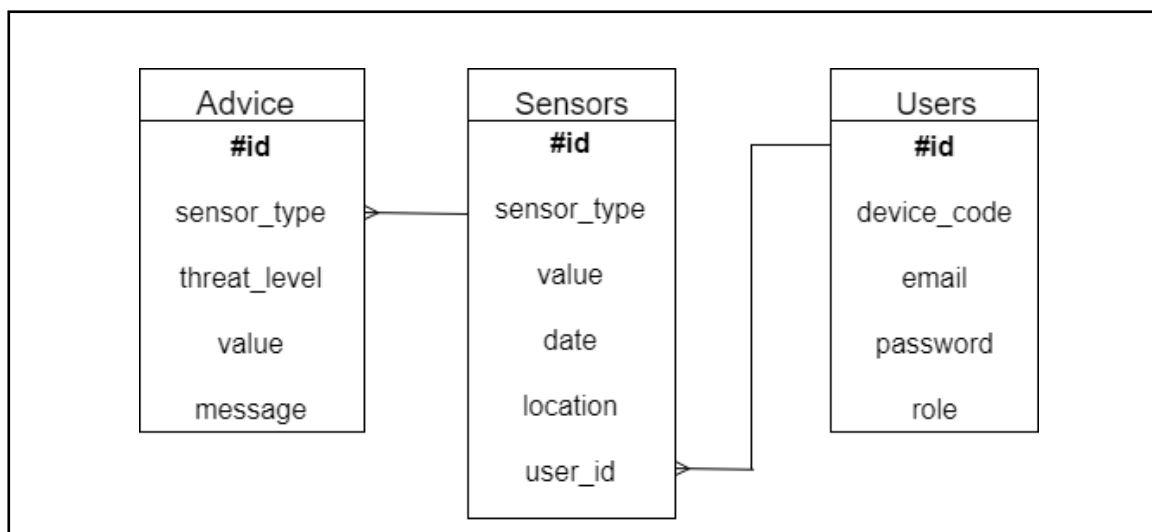 Advice
#id
sensor_type
threat_level
value
message
Sensors
#id
sensor_type
value
date
location
user_id
Users
#id
device_code
email
password
role